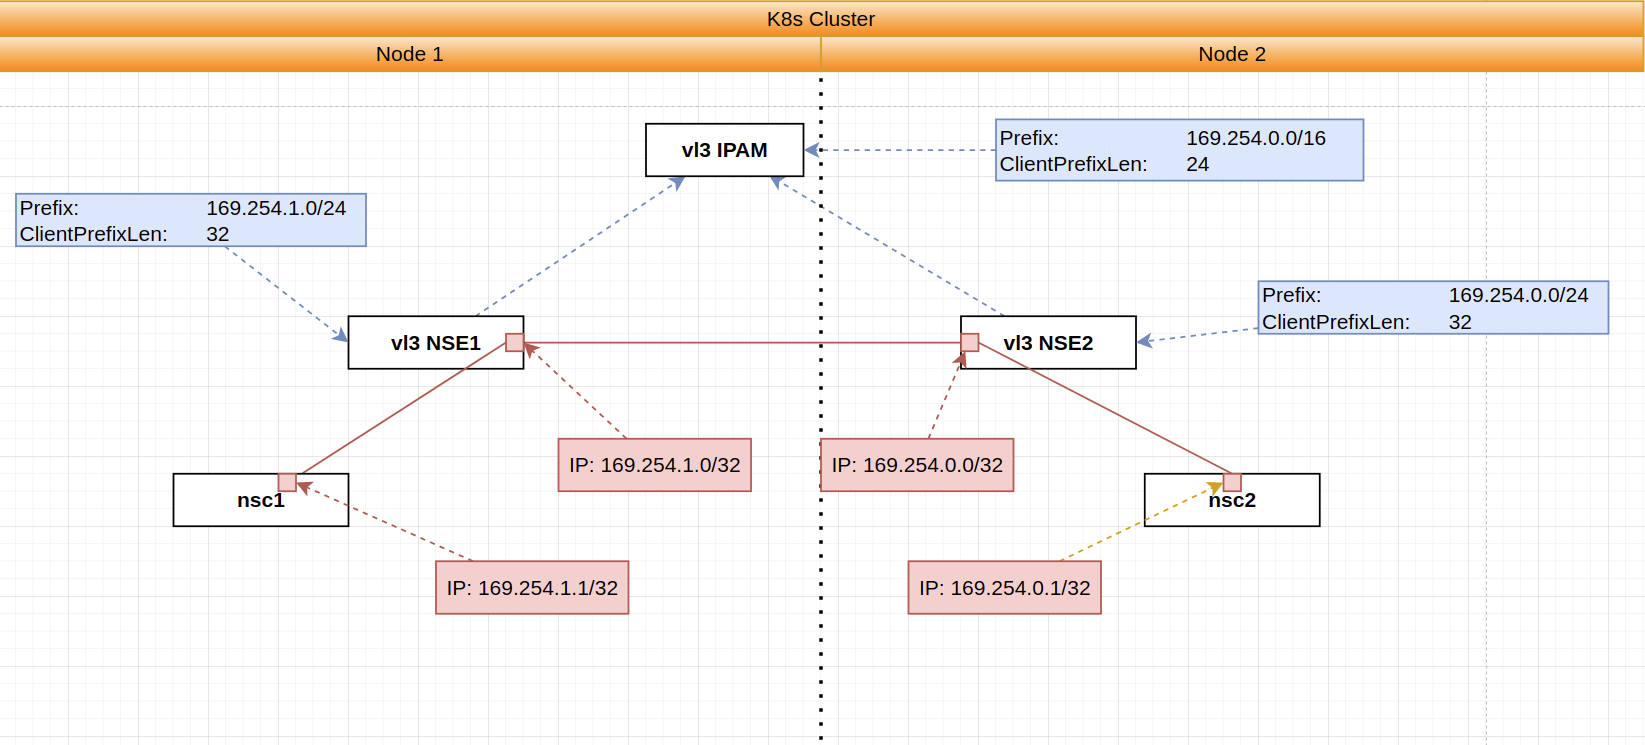 K8s Cluster
Node 1
Node 2
vl3 IPAM
Prefix: 169.254.0.0/16
ClientPrefixLen: 24
Prefix: 169.254.1.0/24
ClientPrefixLen: 32
Prefix: 169.254.0.0/24
ClientPrefixLen: 32
vl3 NSE1
vl3 NSE2
IP: 169.254.1.0/32
IP: 169.254.0.0/32
nsc1
nsc2
IP: 169.254.1.1/32
IP: 169.254.0.1/32